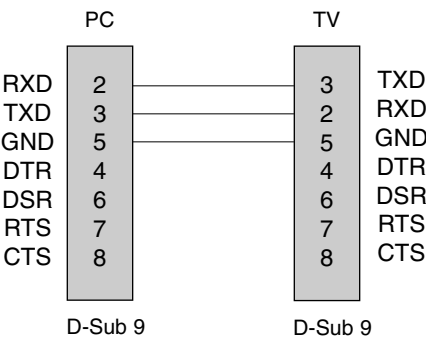 PC TV
RXD 2 3 TXD
TXD 3 2 RXD
GND 5 5 GND
DTR 4 4 DTR
DSR 6 6 DSR
RTS 7 7 RTS
CTS 8 8 CTS
D-Sub 9 D-Sub 9